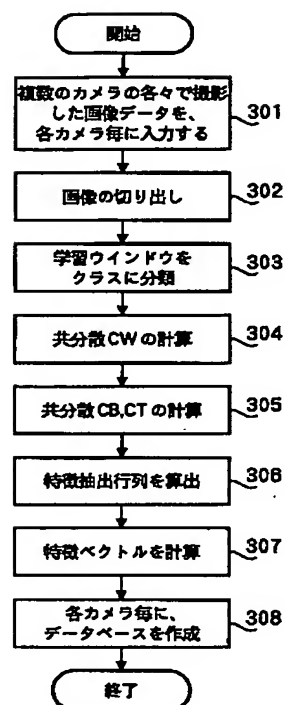 開始
複数のカメラの各々で撮影
した画像データを、
各カメラ毎に入力する
301
画像の切り出し
302
学習ウインドウを
クラスに分類
303
共分散CWの計算
304
共分散CB,CTの計算
305
特徴抽出行列を算出
306
特徴ベクトルを計算
307
各カメラ毎に、
データベースを作成
308
終了